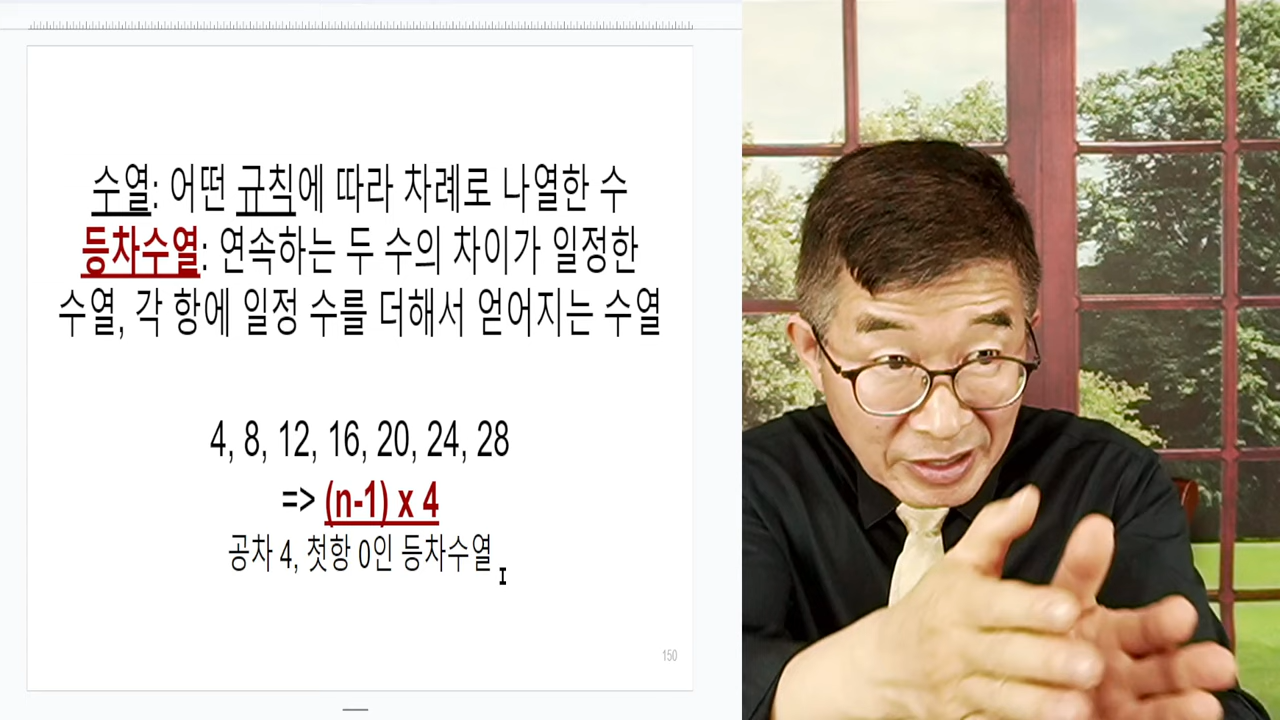 수열: 어떤 규칙에 따라 차례로 나열한 수
등차수열: 연속하는 두 수의 차이가 일정한
수열, 각 항에 일정 수를 더해서 얻어지는 수열
4, 8, 12, 16, 20, 24, 28
=> (n-1) x 4
공차 4, 첫항 0인 등차수열
150